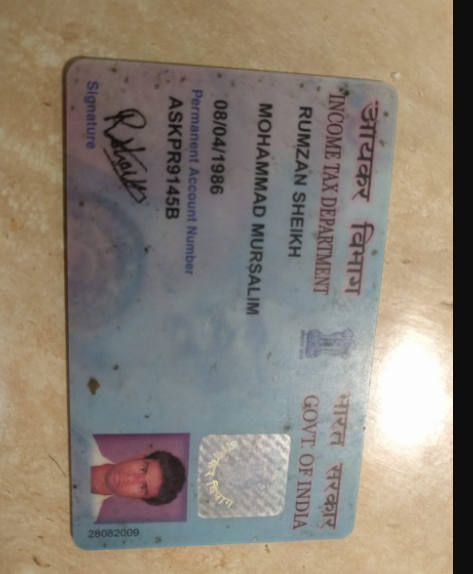 आयकर विभाग
INCOME TAX DEPARTMENT
भारत सरकार
GOVT. OF INDIA
RUMZAN SHEIKH
MOHAMMAD MURSALIM
08/04/1986
Permanent Account Number
ASKPR9145B
Signature
28082009